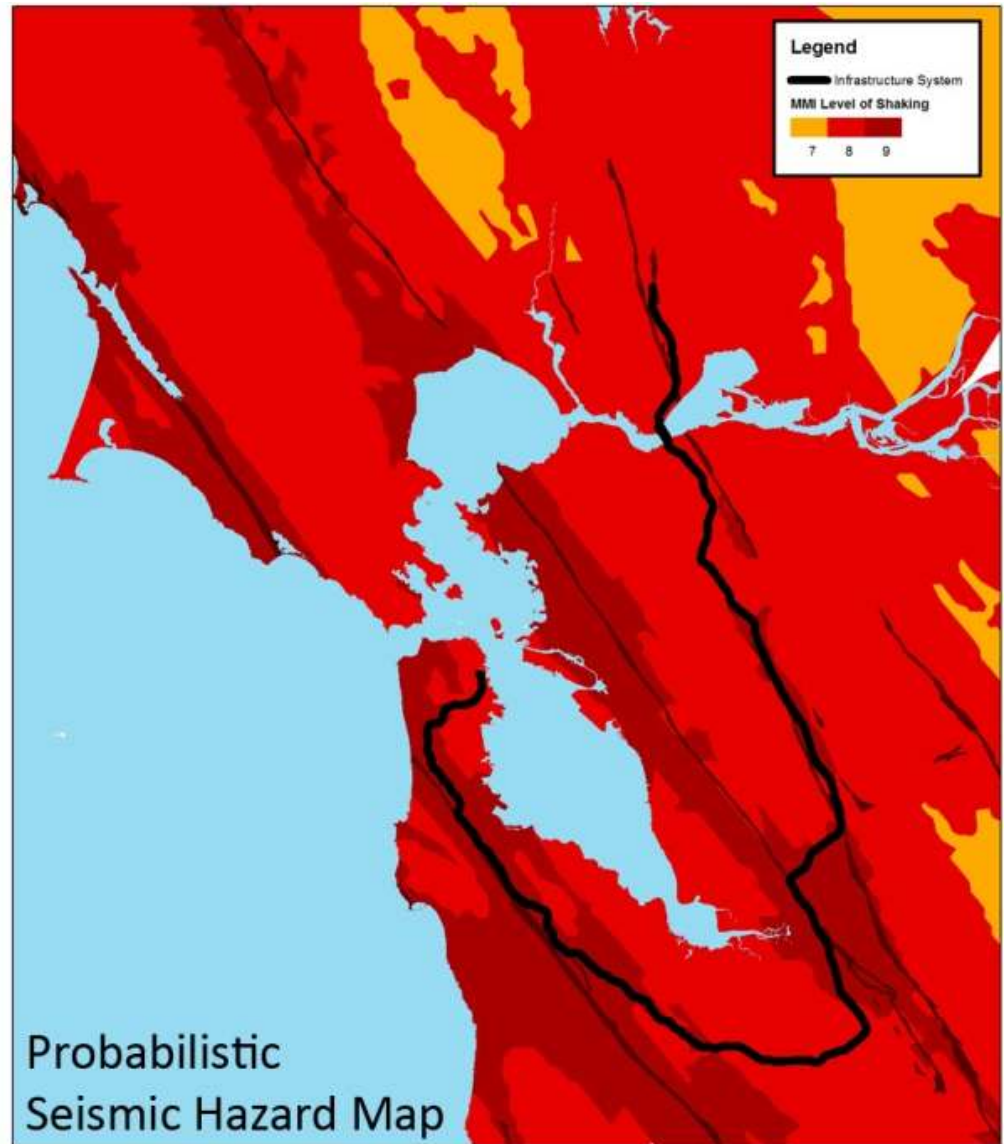 Legend
Infrastructure System
MMI Level of Shaking
7 8 9
Probabilistic
Seismic Hazard Map